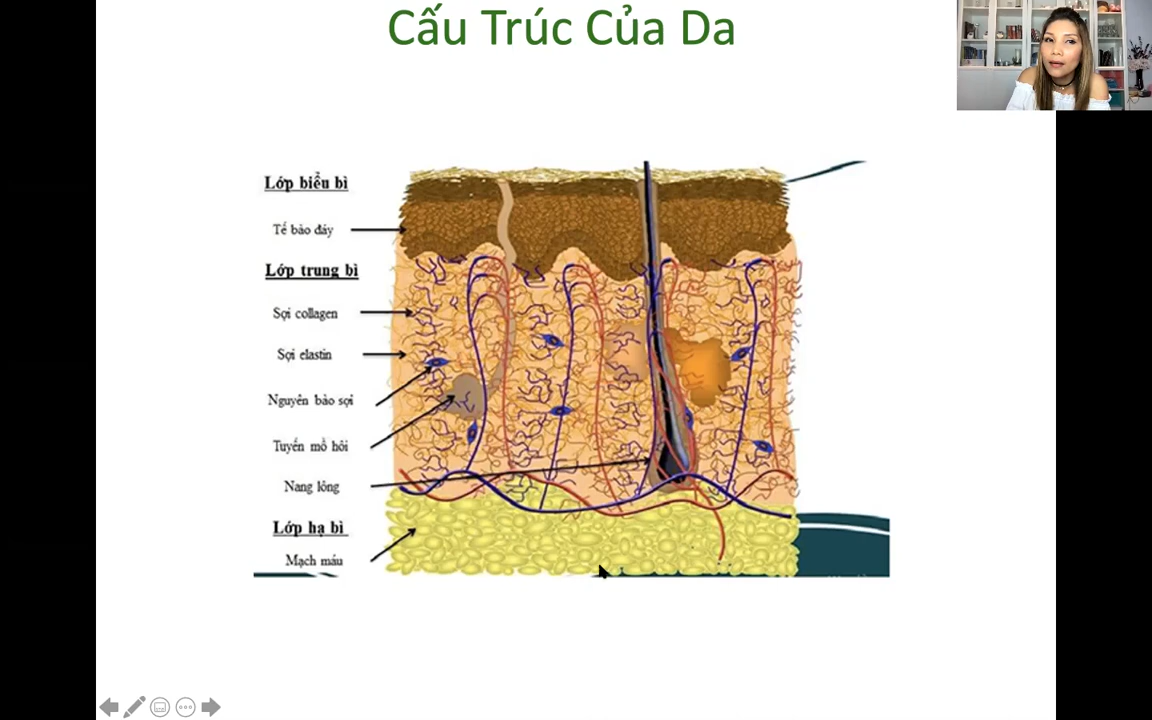 Cấu Trúc Của Da
Lớp biểu bì
Tế bào đáy
Lớp trung bì
Sợi collagen
Sợi elastin
Nguyên bào sợi
Tuyến mồ hôi
Nang lông
Lớp hạ bì
Mạch máu